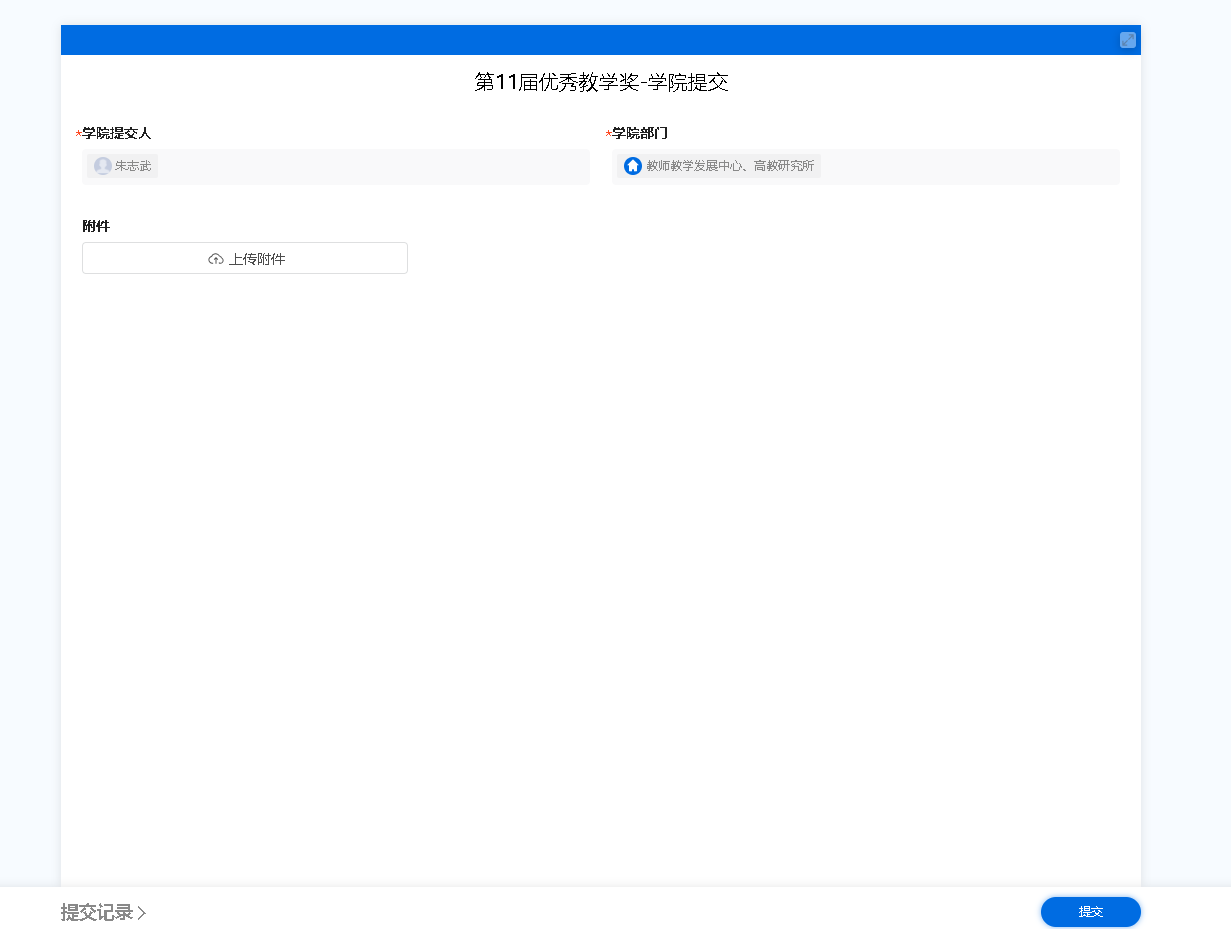 第11届优秀教学奖-学院提交
*学院提交人
*学院部门
朱志武
教师教学发展中心、高教研究所
附件
上传附件
提交记录
提交